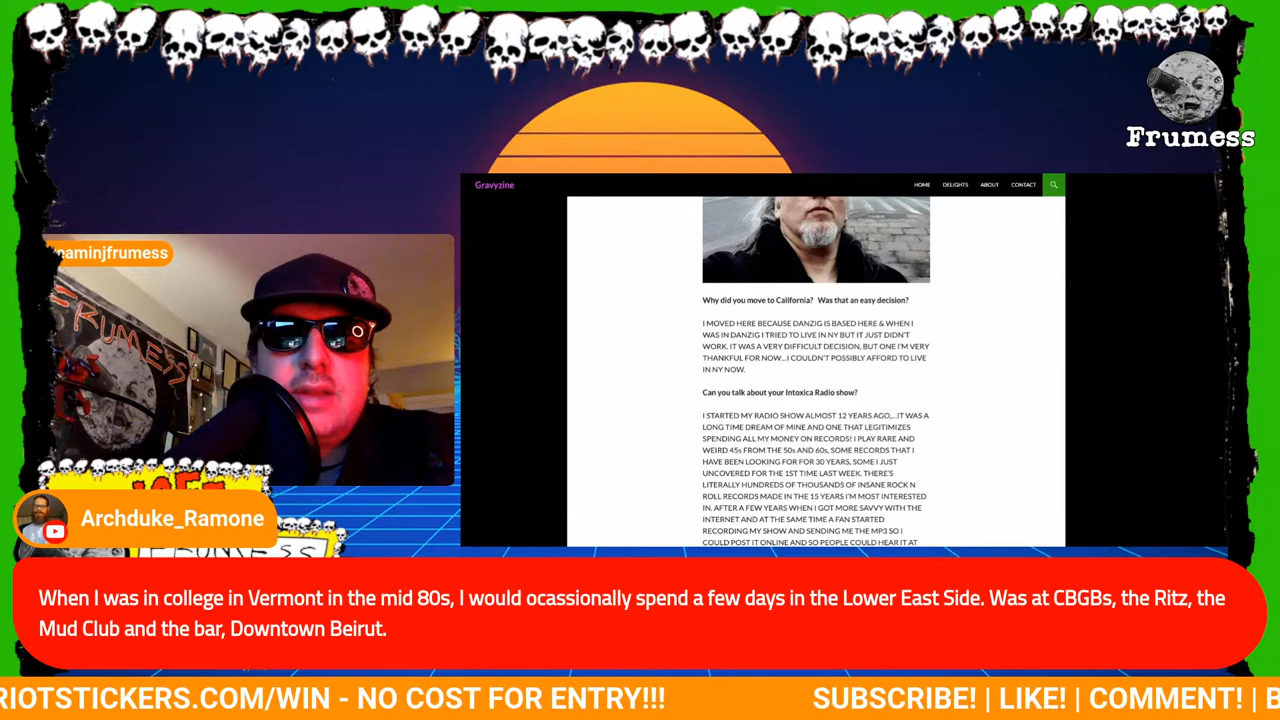 Frumess
Gravyzine
HOME DELIGHTS ABOUT CONTACT
eaminjfrumess
FRUMESS
Why did you move to California? Was that an easy decision?
I MOVED HERE BECAUSE DANZIG IS BASED HERE & WHEN I
WAS IN DANZIG I TRIED TO LIVE IN NY BUT IT JUST DIDN'T
WORK. IT WAS A VERY DIFFICULT DECISION, BUT ONE I'M VERY
THANKFUL FOR NOW...I COULDN'T POSSIBLY AFFORD TO LIVE
IN NY NOW.
Can you talk about your Intoxica Radio show?
I STARTED MY RADIO SHOW ALMOST 12 YEARS AGO,...IT WAS A
LONG TIME DREAM OF MINE AND ONE THAT LEGITIMIZES
SPENDING ALL MY MONEY ON RECORDS! I PLAY RARE AND
WEIRD 45s FROM THE 50s AND 60s, SOME RECORDS THAT I
HAVE BEEN LOOKING FOR FOR 30 YEARS, SOME I JUST
UNCOVERED FOR THE 1ST TIME LAST WEEK. THERE'S
LITERALLY HUNDREDS OF THOUSANDS OF INSANE ROCK N
ROLL RECORDS MADE IN THE 15 YEARS I'M MOST INTERESTED
IN. AFTER A FEW YEARS WHEN I GOT MORE SAVVY WITH THE
INTERNET AND AT THE SAME TIME A FAN STARTED
RECORDING MY SHOW AND SENDING ME THE MP3 SO I
COULD POST IT ONLINE AND SO PEOPLE COULD HEAR IT AT
Archduke_Ramone
FRUMESS
When I was in college in Vermont in the mid 80s, I would ocassionally spend a few days in the Lower East Side. Was at CBGBs, the Ritz, the
Mud Club and the bar, Downtown Beirut.
RIOTSTICKERS.COM/WIN - NO COST FOR ENTRY!!! SUBSCRIBE! | LIKE! | COMMENT! | B